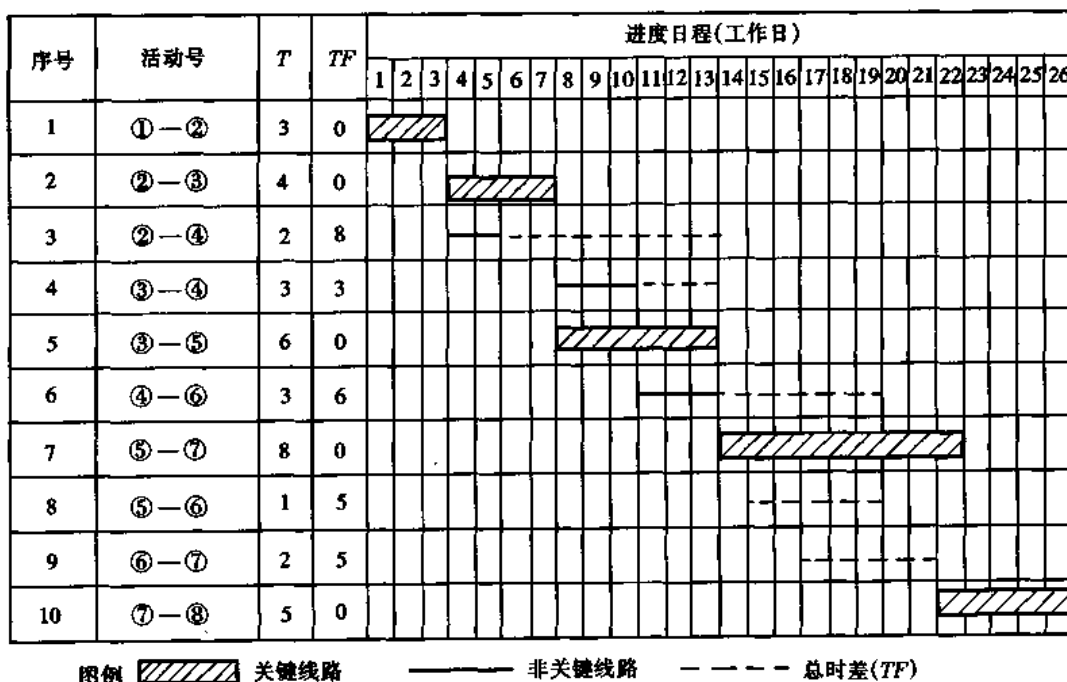 序号 活动号 T TF 进度日程(工作日)
1 2 3 4 5 6 7 8 9 10 11 12 13 14 15 16 17 18 19 20 21 22 23 24 25 26
1 ①—② 3 0
2 ②—③ 4 0
3 ②—④ 2 8
4 ③—④ 3 3
5 ③—⑤ 6 0
6 ④—⑥ 3 6
7 ⑤—⑦ 8 0
8 ⑤—⑥ 1 5
9 ⑥—⑦ 2 5
10 ⑦—⑧ 5 0
图例 关键线路 非关键线路 总时差(TF)